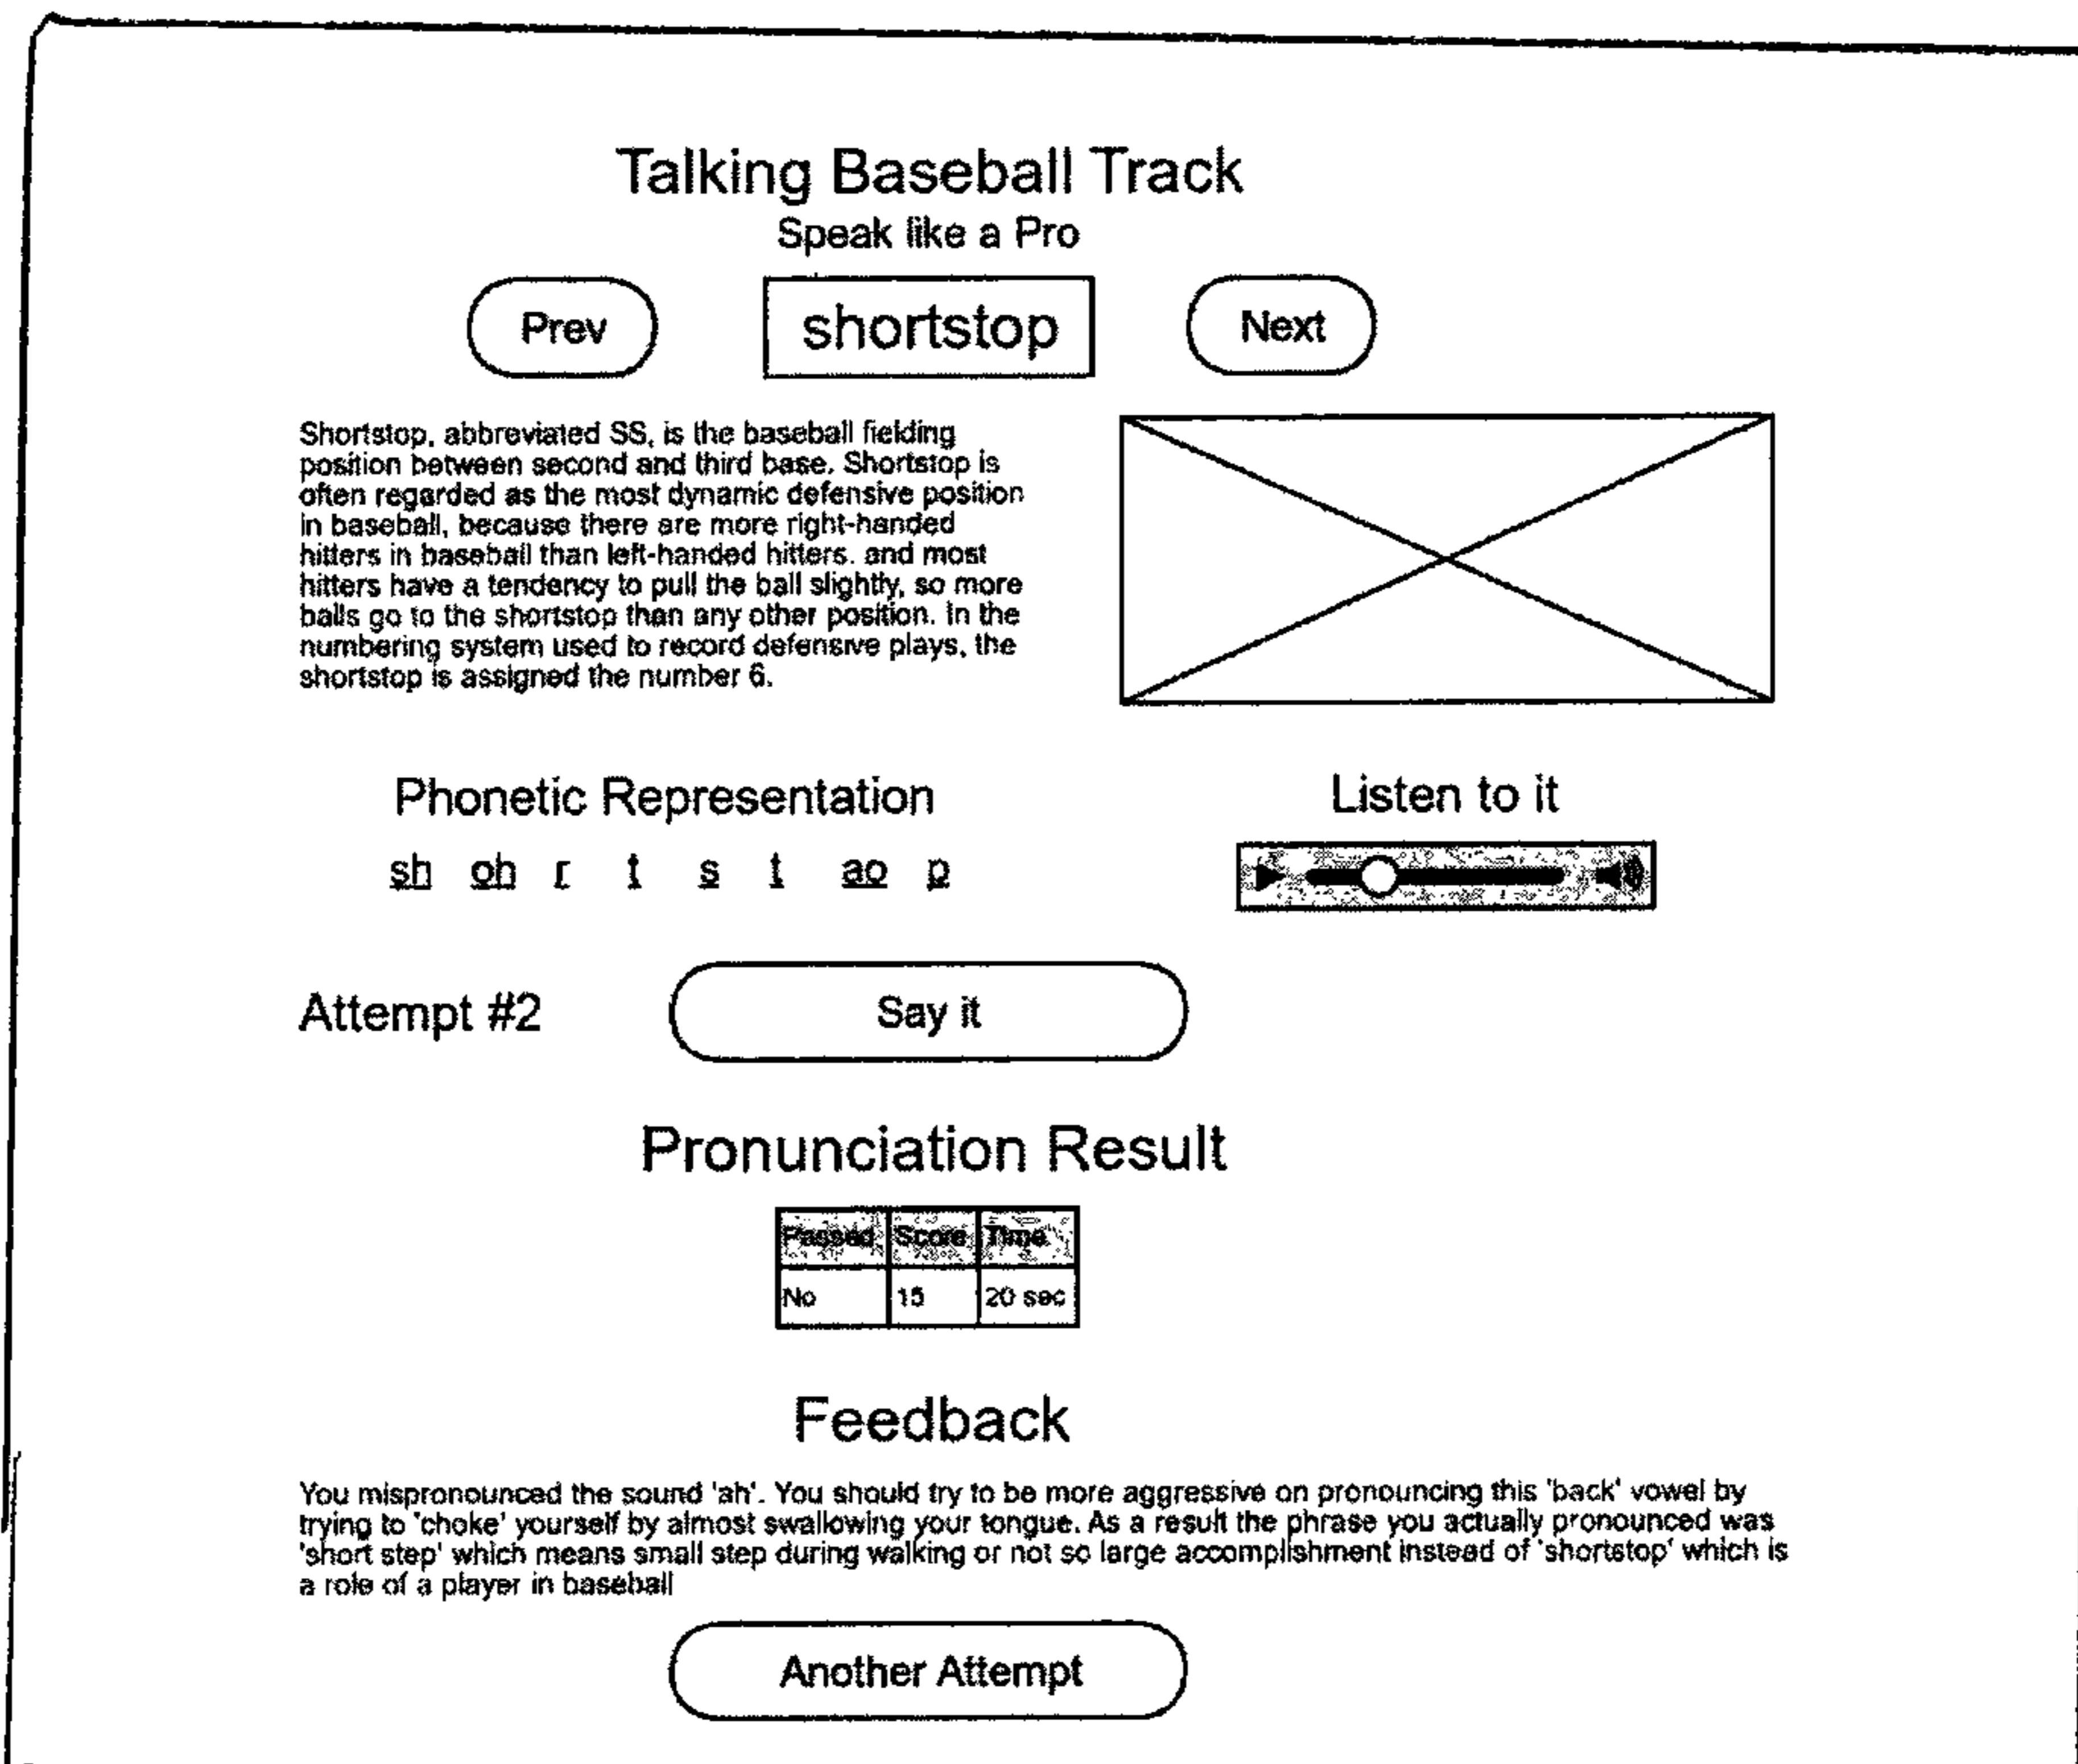 Talking Baseball Track
Speak like a Pro
Prev
shortstop
Next
Shortstop, abbreviated SS, is the baseball fielding
position between second and third base. Shortstop is
often regarded as the most dynamic defensive position
in baseball, because there are more right-handed
hitters in baseball than left-handed hitters. and most
hitters have a tendency to pull the ball slightly, so more
balls go to the shortstop than any other position. In the
numbering system used to record defensive plays, the
shortstop is assigned the number 6.
Phonetic Representation
Listen to it
sh oh r t s t ao p
Attempt #2
Say it
Pronunciation Result
Passed Score Time
No 15 20 sec
Feedback
You mispronounced the sound 'ah'. You should try to be more aggressive on pronouncing this 'back' vowel by
trying to 'choke' yourself by almost swallowing your tongue. As a result the phrase you actually pronounced was
'short step' which means small step during walking or not so large accomplishment instead of 'shortstop' which is
a role of a player in baseball
Another Attempt